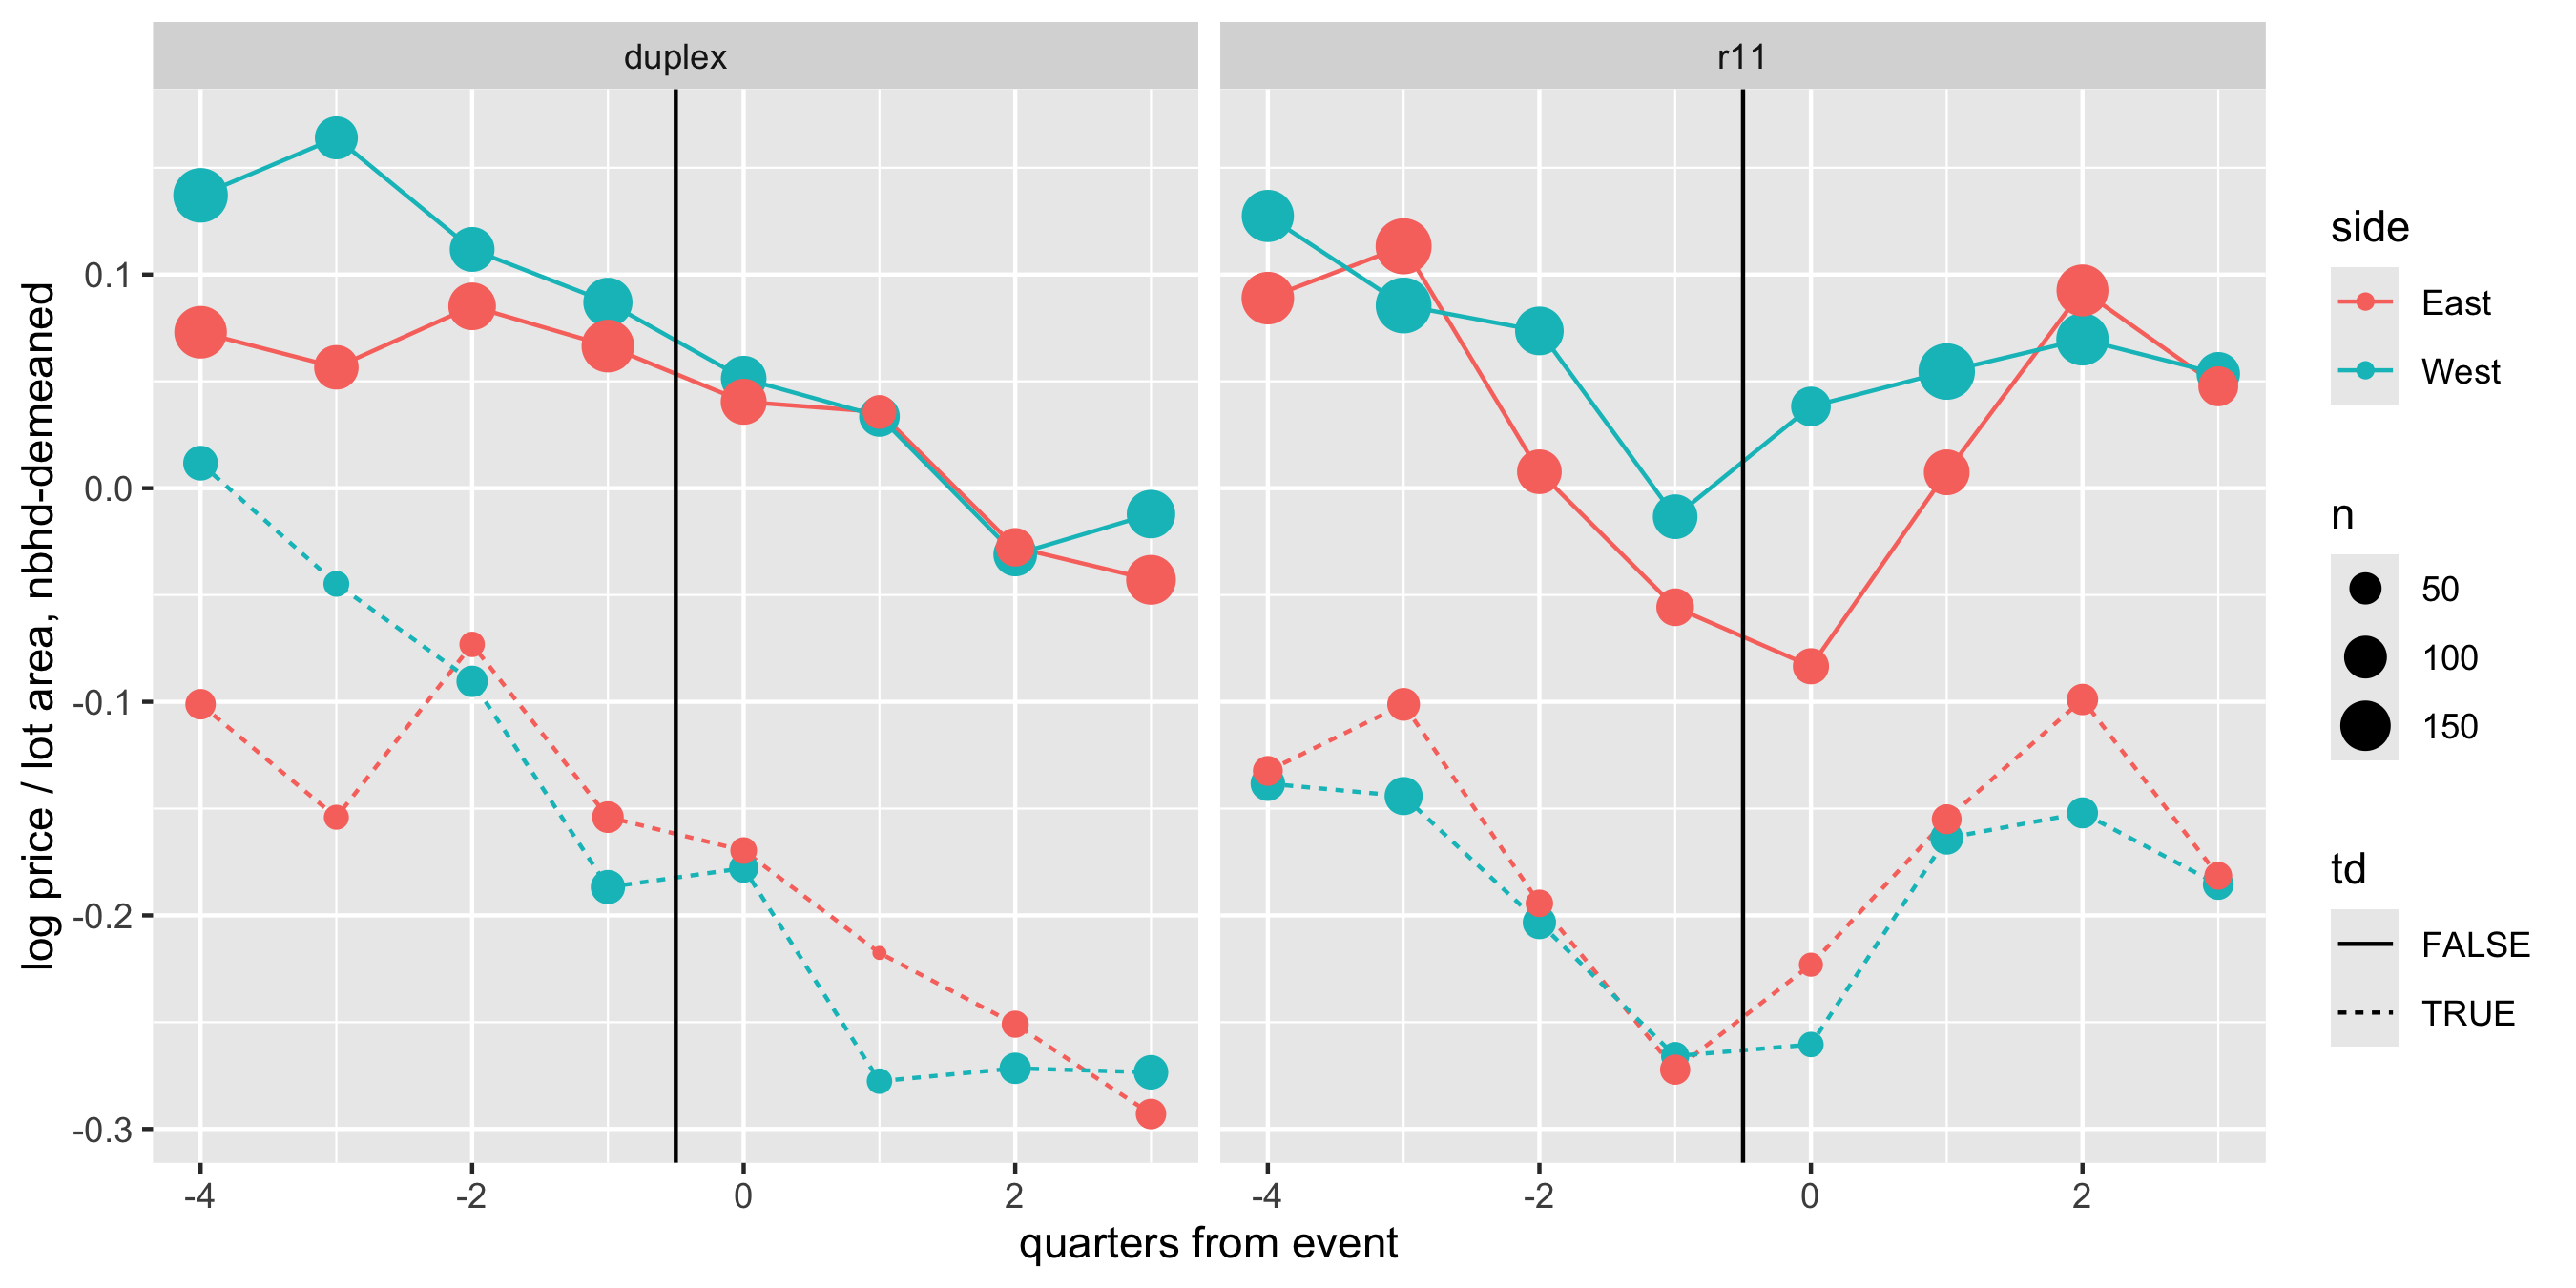 duplex
r11
log price / lot area, nbhd-demeaned
0.1
0.0
-0.1
-0.2
-0.3
-4
-2
0
2
-4
-2
0
2
quarters from event
side
East
West
n
50
100
150
td
FALSE
TRUE